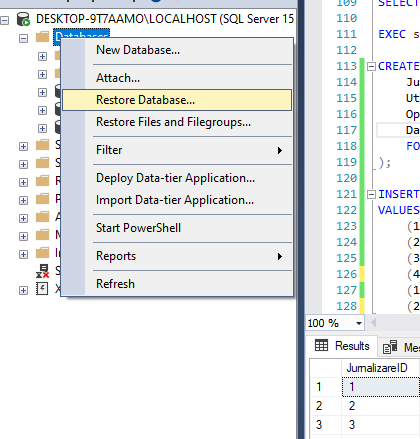 DESKTOP-9T7AAMO\LOCALHOST (SQL Server 15
Databases
New Database...
Attach...
Restore Database...
Restore Files and Filegroups...
Filter
Deploy Data-tier Application...
Import Data-tier Application...
Start PowerShell
Reports
Refresh
109 SELECT
110
111 EXEC s
112
113 CREATE
114 Ju
115 Ut
116 Op
117 Da
118 FO
119 );
120
121 INSERT
122 VALUES
123 (1
124 (2
125 (3
126 (4
127 (1
128 (2
100 %
Results
Mes
JurnalizareID
1 1
2 2
3 3